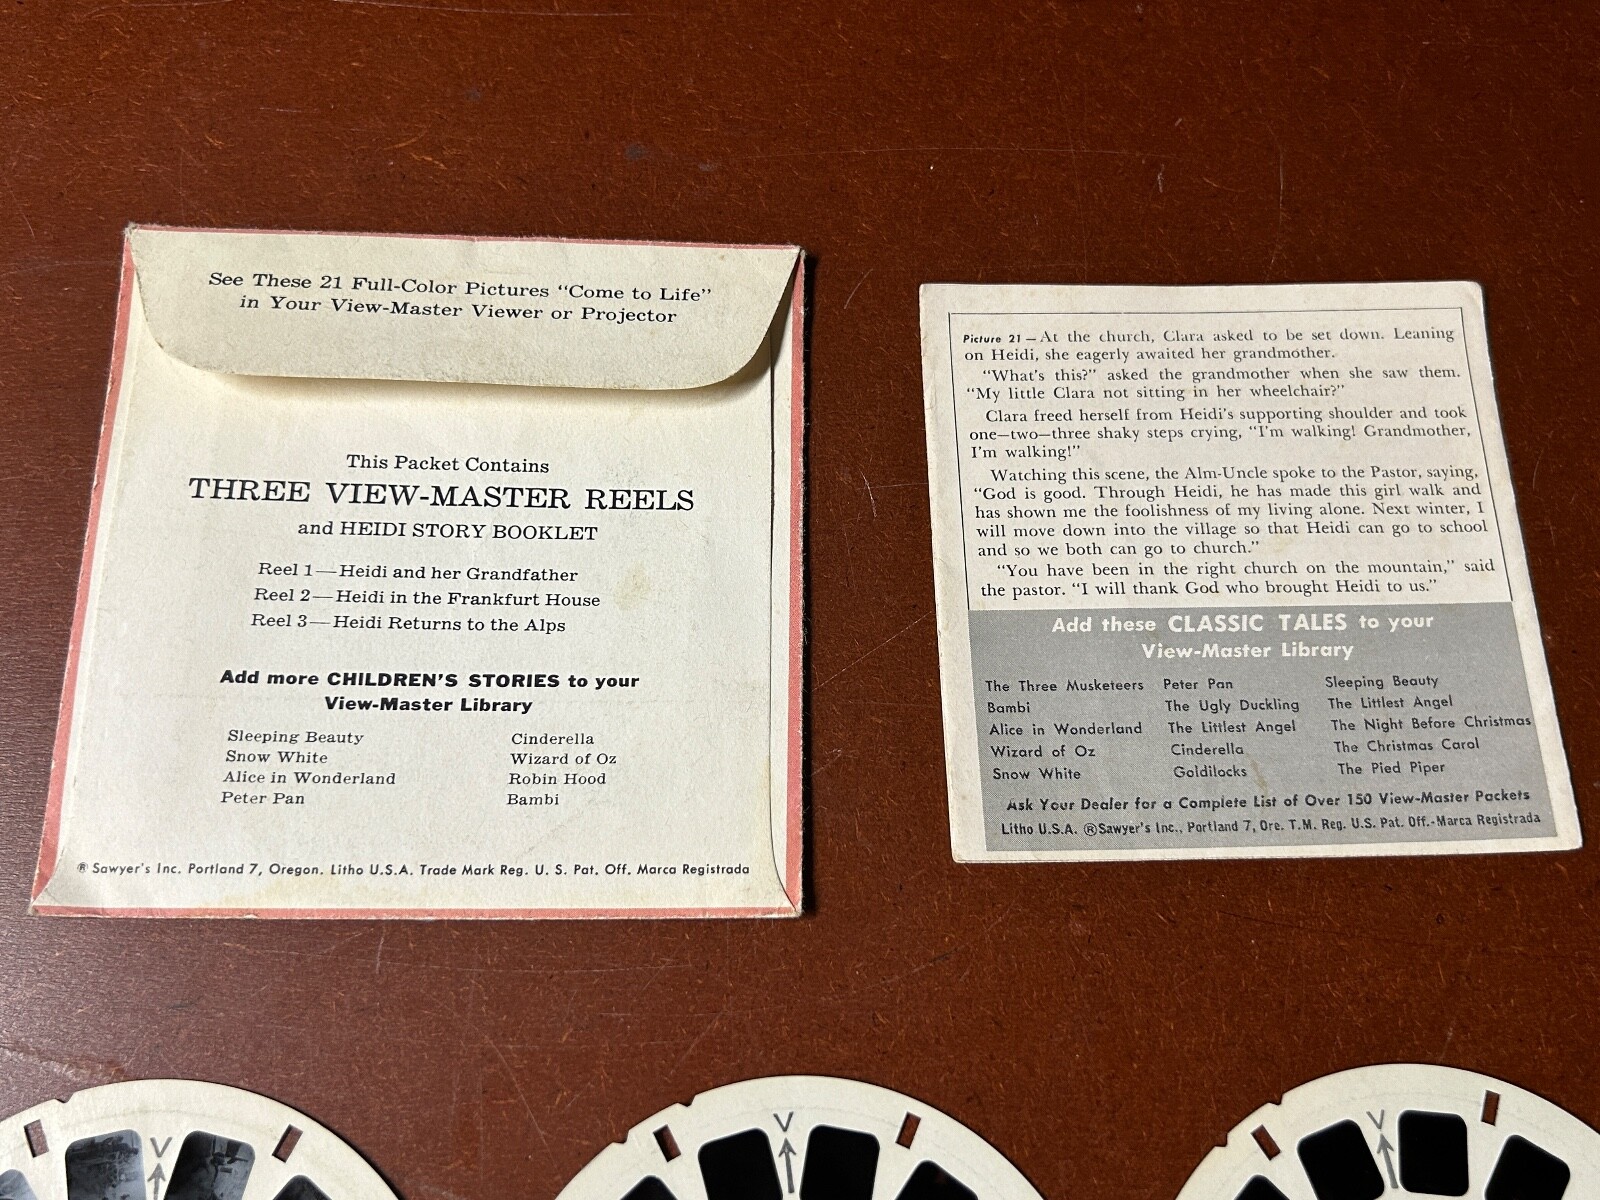 See These 21 Full-Color Pictures "Come to Life"
in Your View-Master Viewer or Projector
This Packet Contains
THREE VIEW-MASTER REELS
and HEIDI STORY BOOKLET
Reel 1—Heidi and her Grandfather
Reel 2—Heidi in the Frankfurt House
Reel 3—Heidi Returns to the Alps
Add more CHILDREN'S STORIES to your
View-Master Library
Sleeping Beauty
Snow White
Alice in Wonderland
Peter Pan
Cinderella
Wizard of Oz
Robin Hood
Bambi
® Sawyer's Inc. Portland 7, Oregon. Litho U.S.A. Trade Mark Reg. U. S. Pat. Off. Marca Registrada
Picture 21 — At the church, Clara asked to be set down. Leaning
on Heidi, she eagerly awaited her grandmother.
"What's this?" asked the grandmother when she saw them.
"My little Clara not sitting in her wheelchair?"
Clara freed herself from Heidi's supporting shoulder and took
one—two—three shaky steps crying, "I'm walking! Grandmother,
I'm walking!"
Watching this scene, the Alm-Uncle spoke to the Pastor, saying,
"God is good. Through Heidi, he has made this girl walk and
has shown me the foolishness of my living alone. Next winter, I
will move down into the village so that Heidi can go to school
and so we both can go to church."
"You have been in the right church on the mountain," said
the pastor. "I will thank God who brought Heidi to us."
Add these CLASSIC TALES to your
View-Master Library
The Three Musketeers
Bambi
Alice in Wonderland
Wizard of Oz
Snow White
Peter Pan
The Ugly Duckling
The Littlest Angel
Cinderella
Goldilocks
Sleeping Beauty
The Littlest Angel
The Night Before Christmas
The Christmas Carol
The Pied Piper
Ask Your Dealer for a Complete List of Over 150 View-Master Packets
Litho U.S.A. ® Sawyer's Inc., Portland 7, Ore. T.M. Reg. U.S. Pat. Off.-Marca Registrada
V
V
V